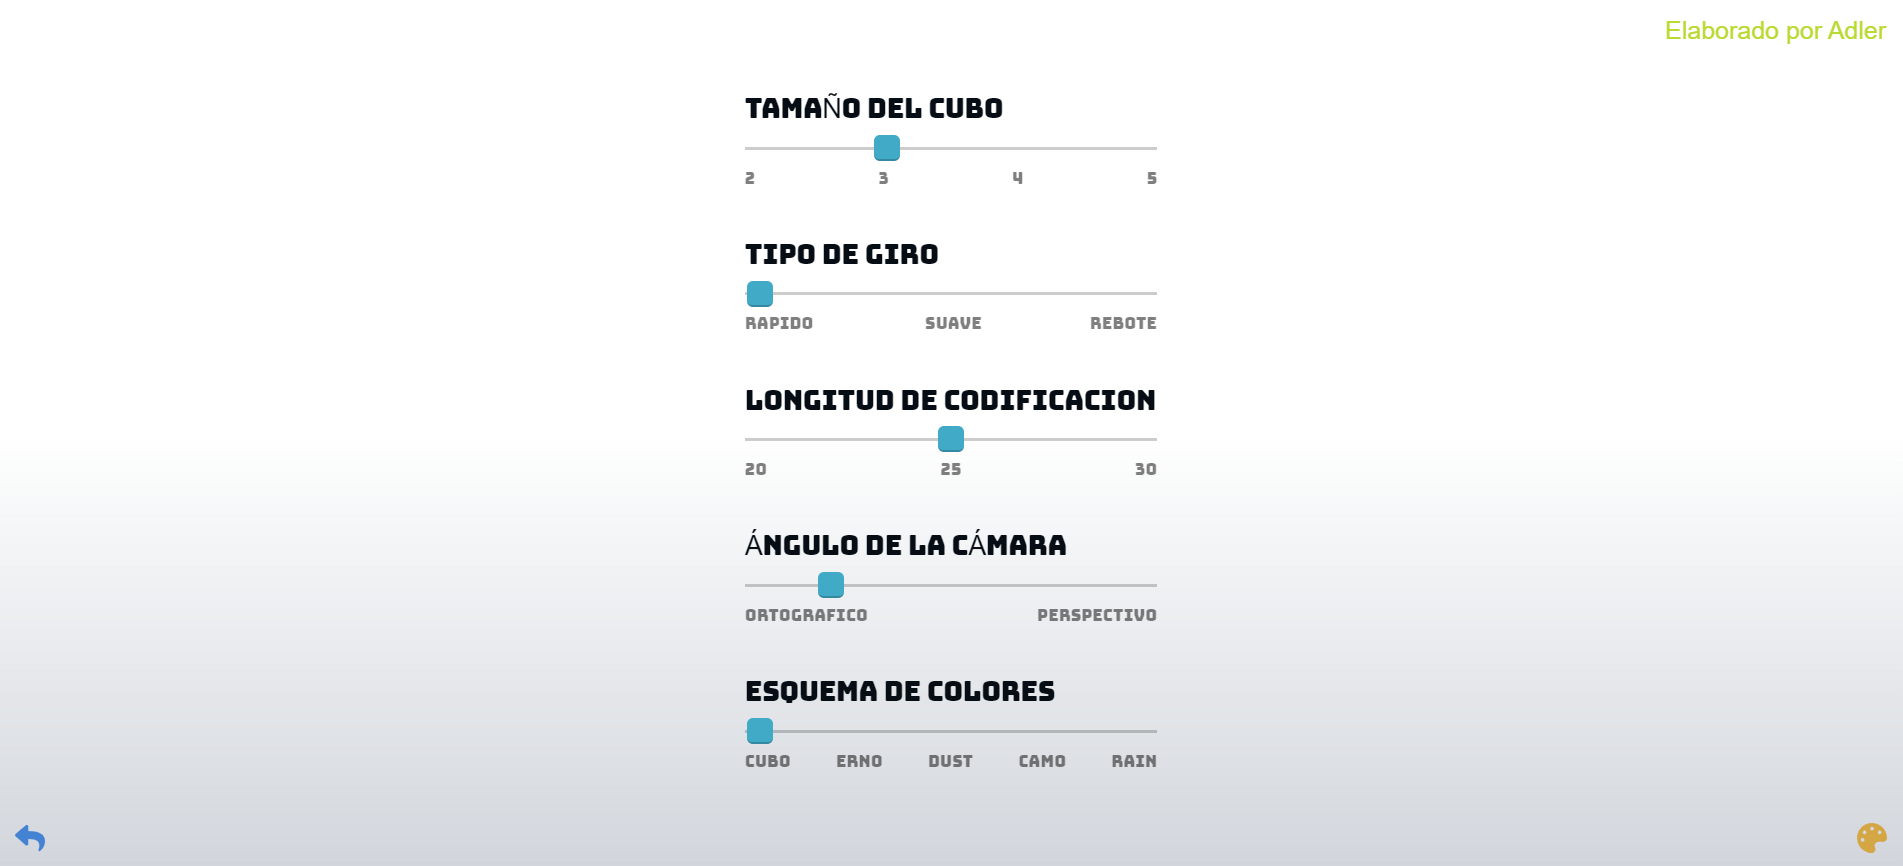 Elaborado por Adler
TAMAÑO DEL CUBO
2 3 4 5
TIPO DE GIRO
RAPIDO SUAVE REBOTE
LONGITUD DE CODIFICACION
20 25 30
ÁNGULO DE LA CÁMARA
ORTOGRAFICO PERSPECTIVO
ESQUEMA DE COLORES
CUBO ERNO DUST CAMO RAIN